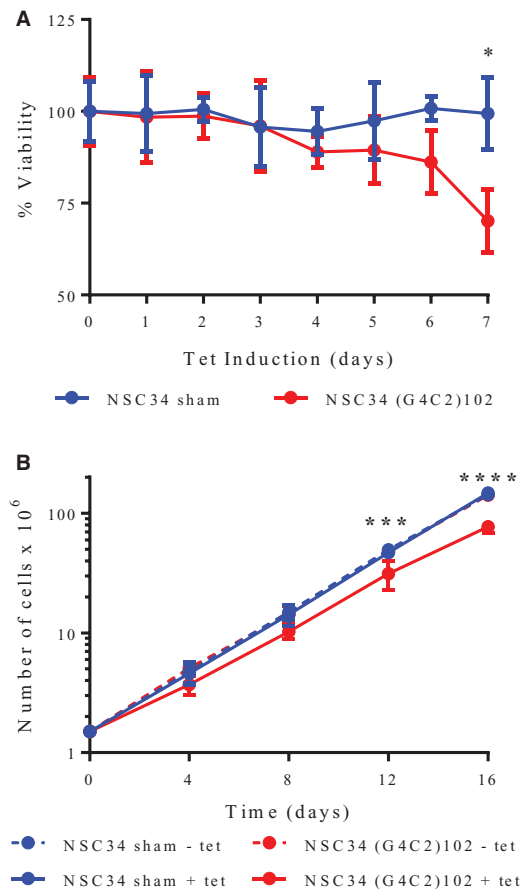 A
125
*
100
75
50
% Viability
0 1 2 3 4 5 6 7
Tet Induction (days)
NSC34 sham NSC34 (G4C2)102
B
****
100
***
10
1
Number of cells x 10⁶
0 4 8 12 16
Time (days)
NSC34 sham - tet NSC34 (G4C2)102 - tet
NSC34 sham + tet NSC34 (G4C2)102 + tet